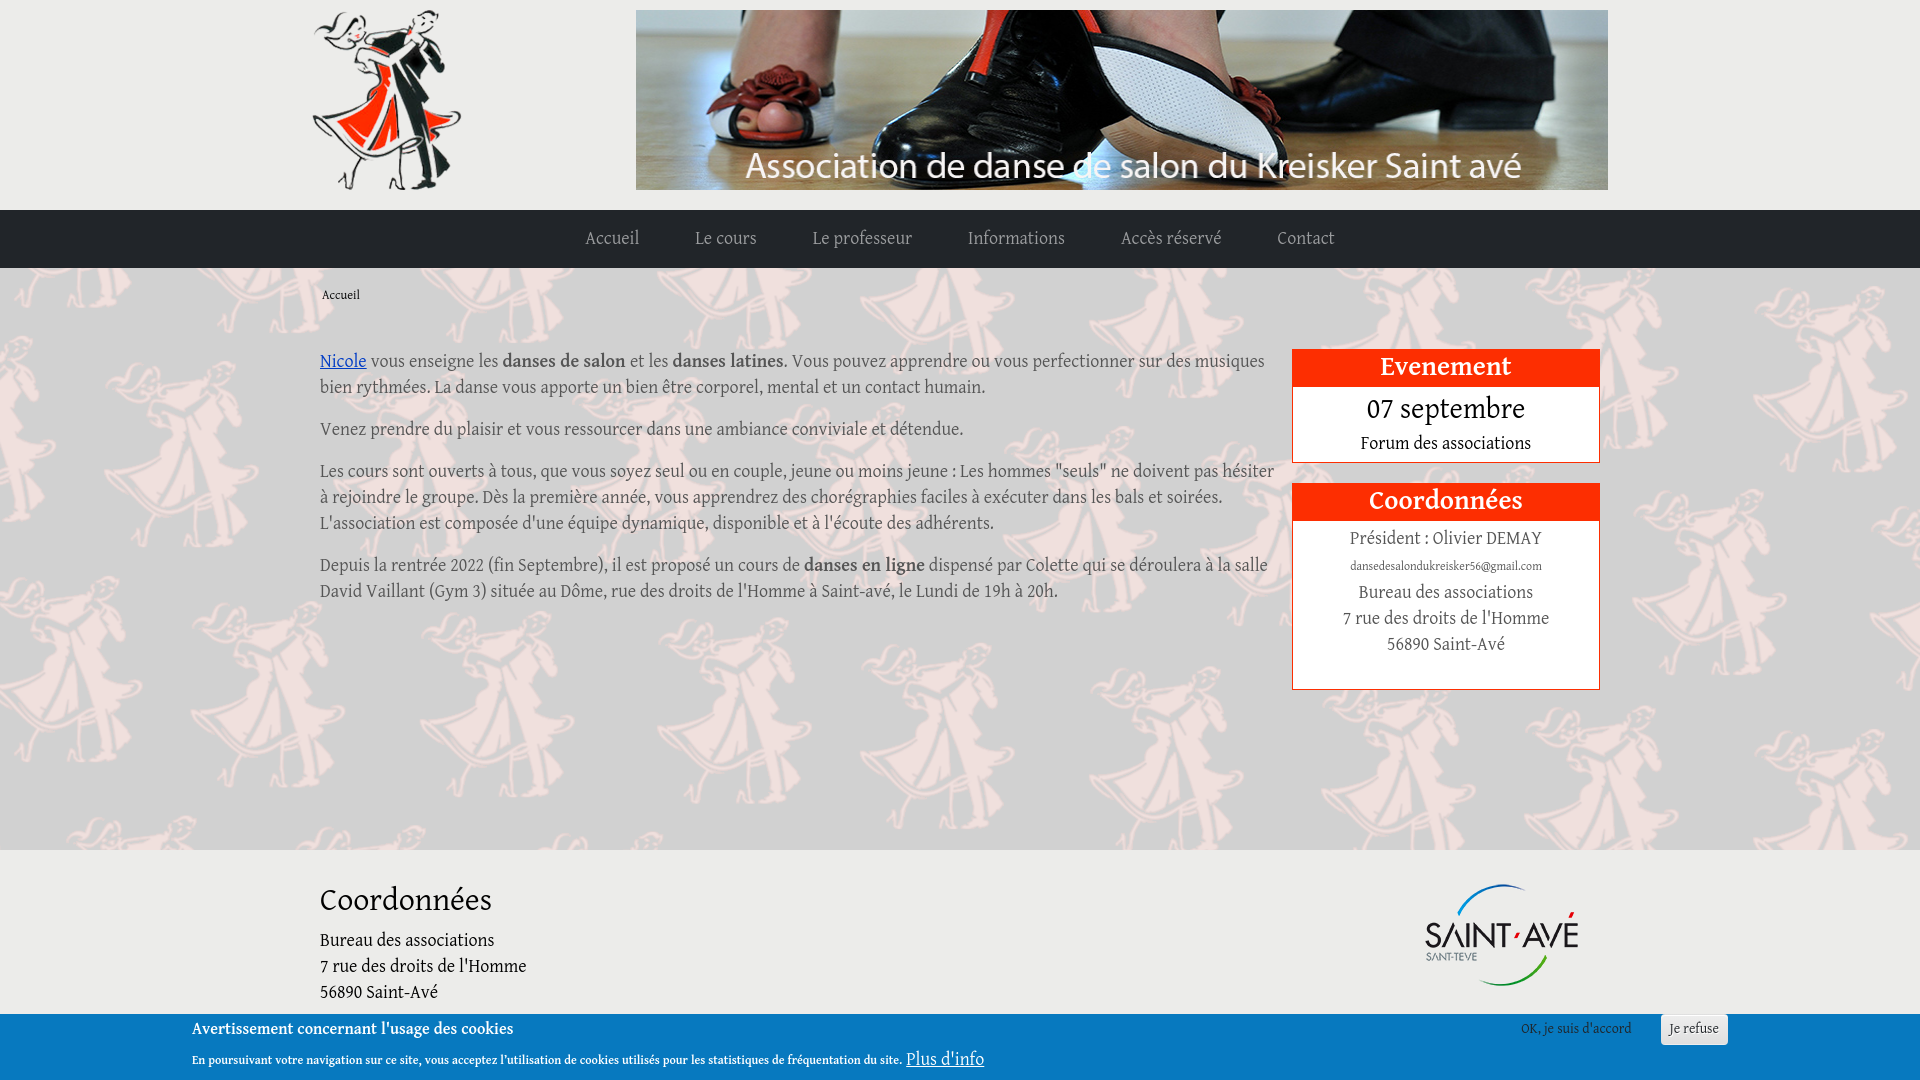 Association de danse de salon du Kreisker Saint avé
Accueil
Le cours
Le professeur
Informations
Accès réservé
Contact
Accueil
Nicole vous enseigne les danses de salon et les danses latines. Vous pouvez apprendre ou vous perfectionner sur des musiques
bien rythmées. La danse vous apporte un bien être corporel, mental et un contact humain.
Venez prendre du plaisir et vous ressourcer dans une ambiance conviviale et détendue.
Les cours sont ouverts à tous, que vous soyez seul ou en couple, jeune ou moins jeune : Les hommes "seuls" ne doivent pas hésiter
à rejoindre le groupe. Dès la première année, vous apprendrez des chorégraphies faciles à exécuter dans les bals et soirées.
L'association est composée d'une équipe dynamique, disponible et à l'écoute des adhérents.
Depuis la rentrée 2022 (fin Septembre), il est proposé un cours de danses en ligne dispensé par Colette qui se déroulera à la salle
David Vaillant (Gym 3) située au Dôme, rue des droits de l'Homme à Saint-avé, le Lundi de 19h à 20h.
Evenement
07 septembre
Forum des associations
Coordonnées
Président : Olivier DEMAY
dansedesalondukreisker56@gmail.com
Bureau des associations
7 rue des droits de l'Homme
56890 Saint-Avé
Coordonnées
Bureau des associations
7 rue des droits de l'Homme
56890 Saint-Avé
SAINT'AVÉ
SANT-TEVE
Avertissement concernant l'usage des cookies
En poursuivant votre navigation sur ce site, vous acceptez l'utilisation de cookies utilisés pour les statistiques de fréquentation du site. Plus d'info
OK, je suis d'accord
Je refuse